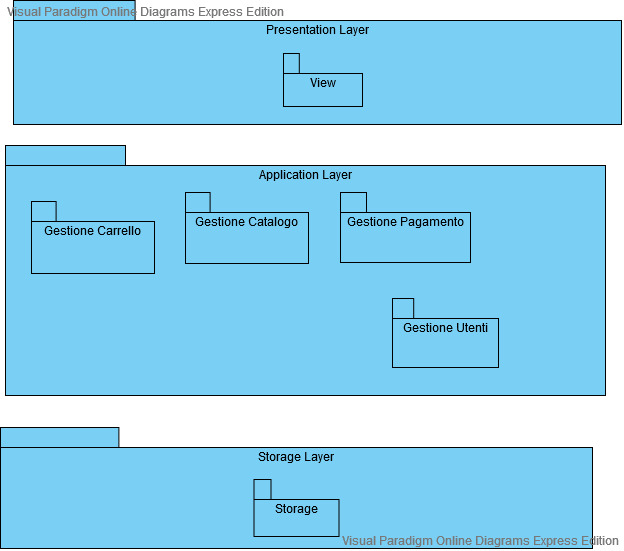 Visual Paradigm Online Diagrams Express Edition
Presentation Layer
View
Application Layer
Gestione Carrello
Gestione Catalogo
Gestione Pagamento
Gestione Utenti
Storage Layer
Storage
Visual Paradigm Online Diagrams Express Edition